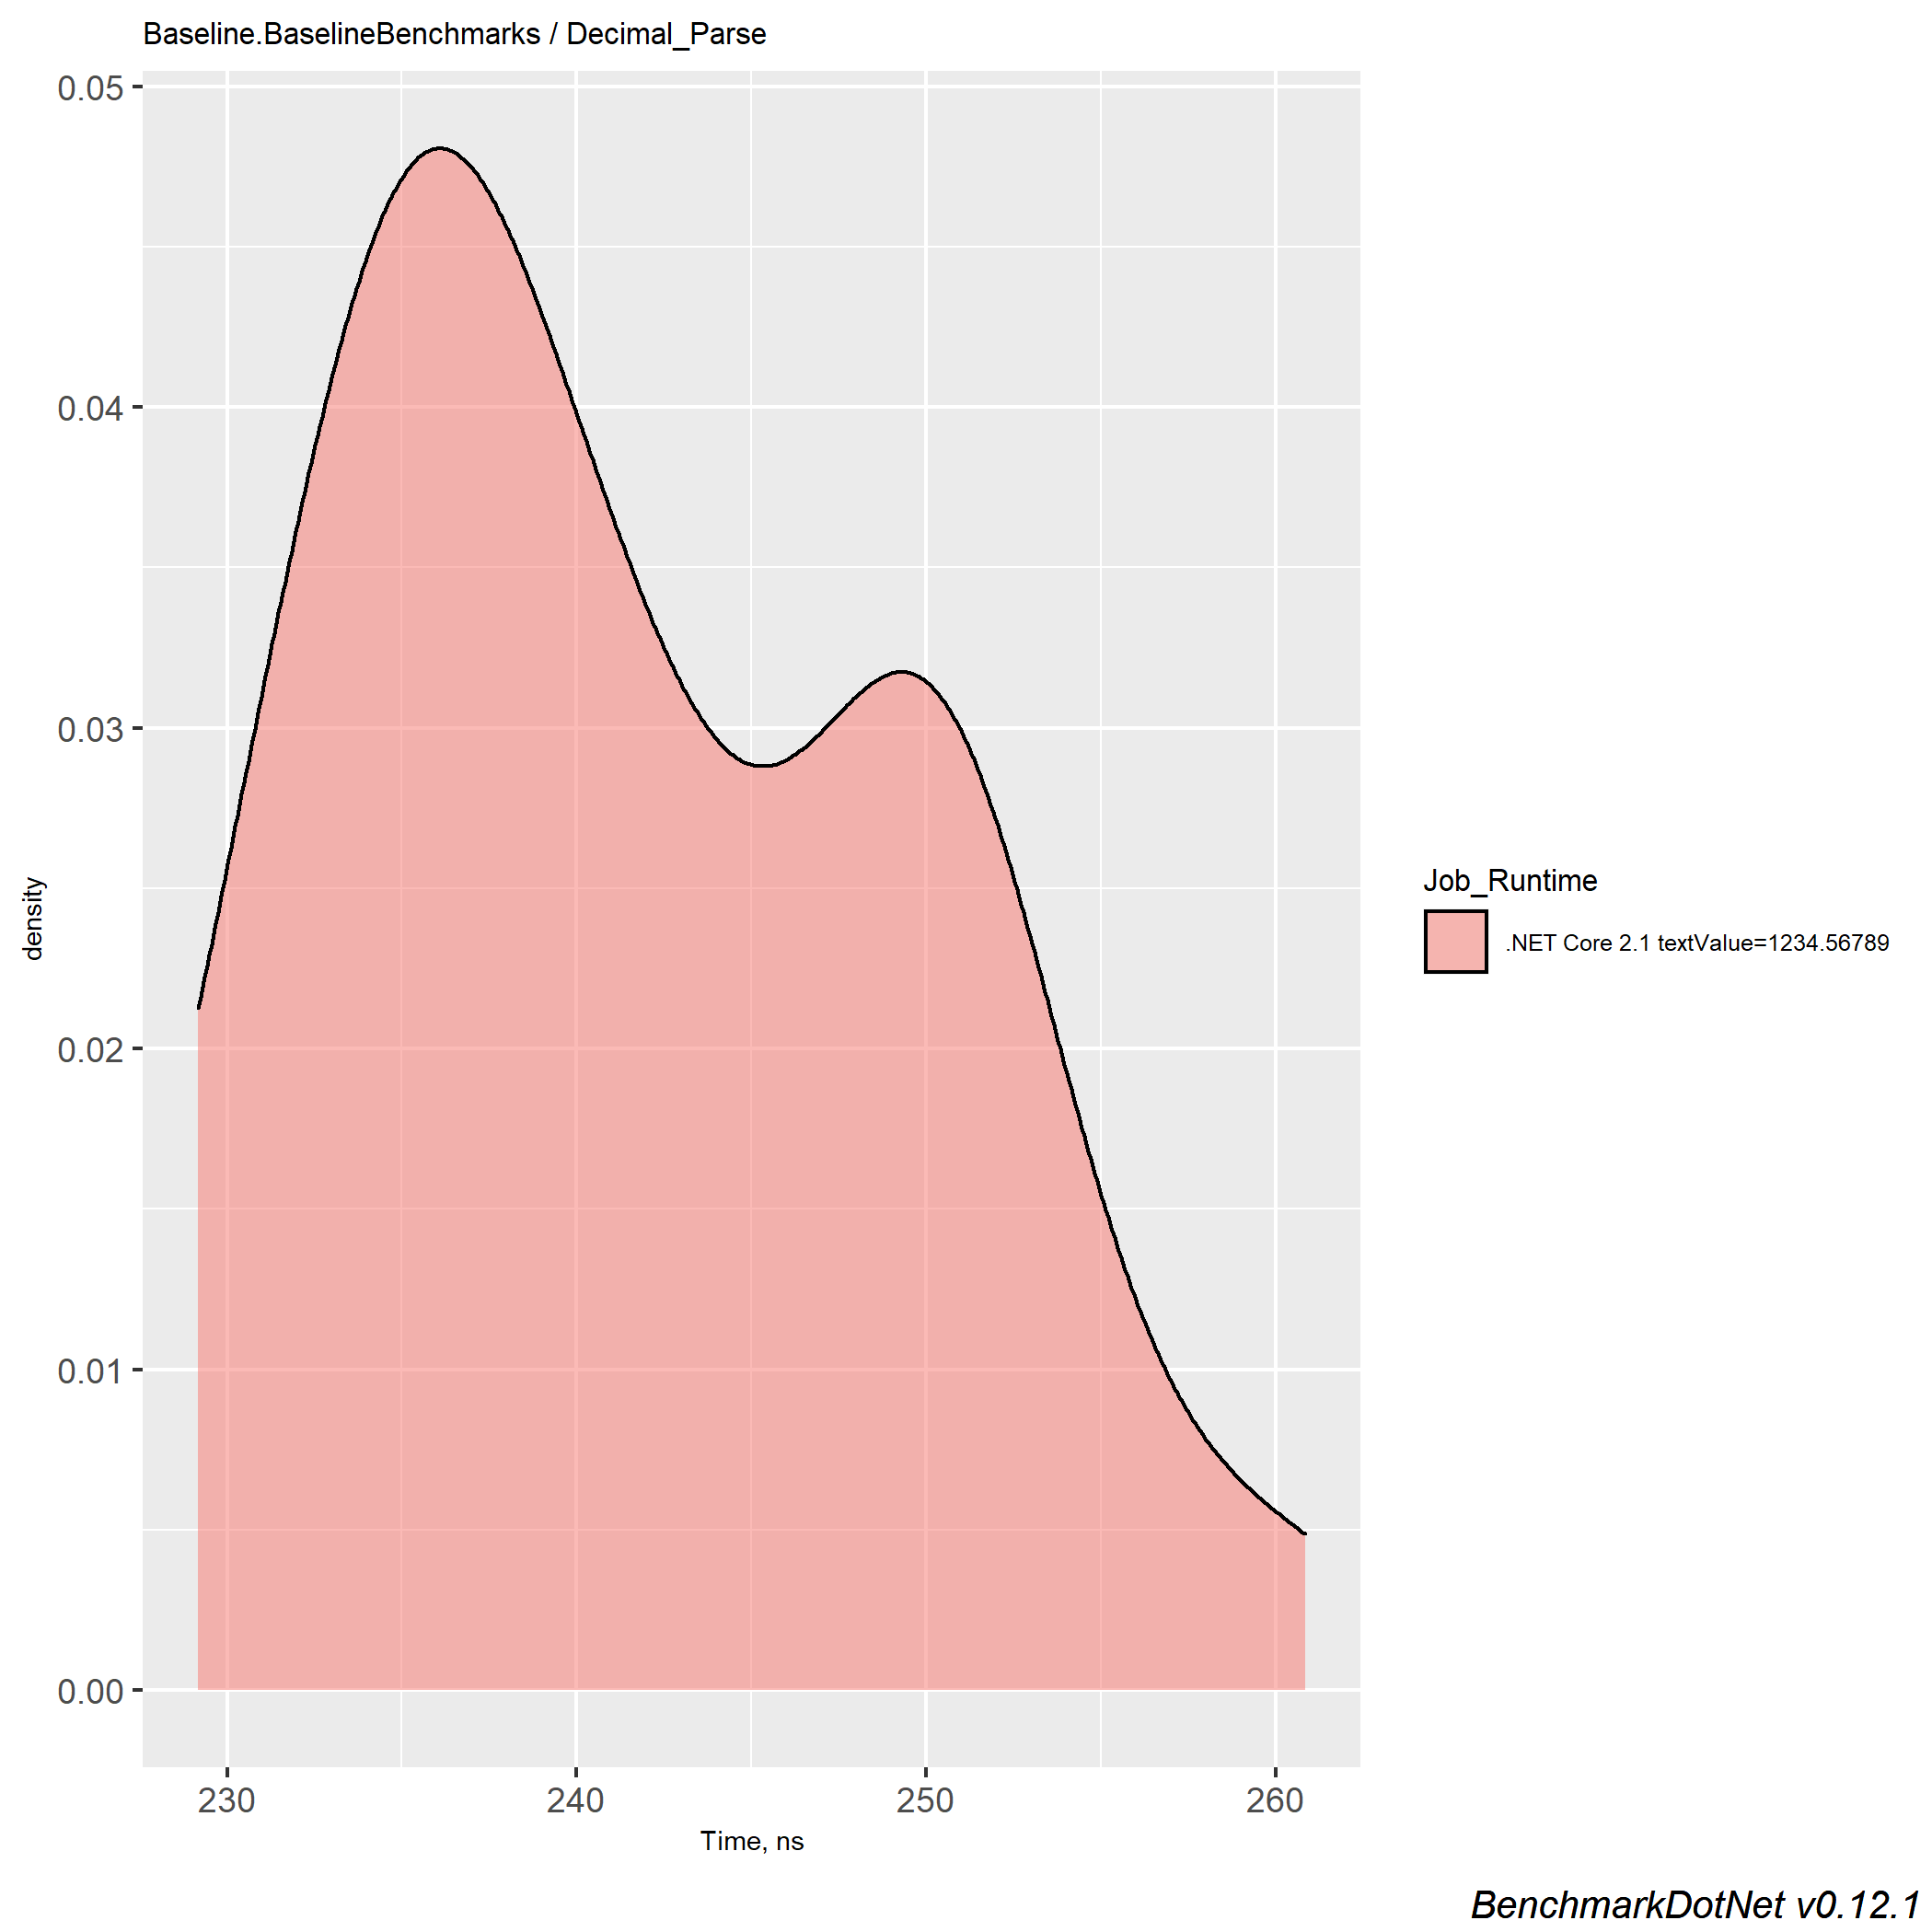 Baseline.BaselineBenchmarks / Decimal_Parse
0.05
0.04
0.03
0.02
0.01
0.00
density
230 240 250 260
Time, ns
Job_Runtime
.NET Core 2.1 textValue=1234.56789
BenchmarkDotNet v0.12.1